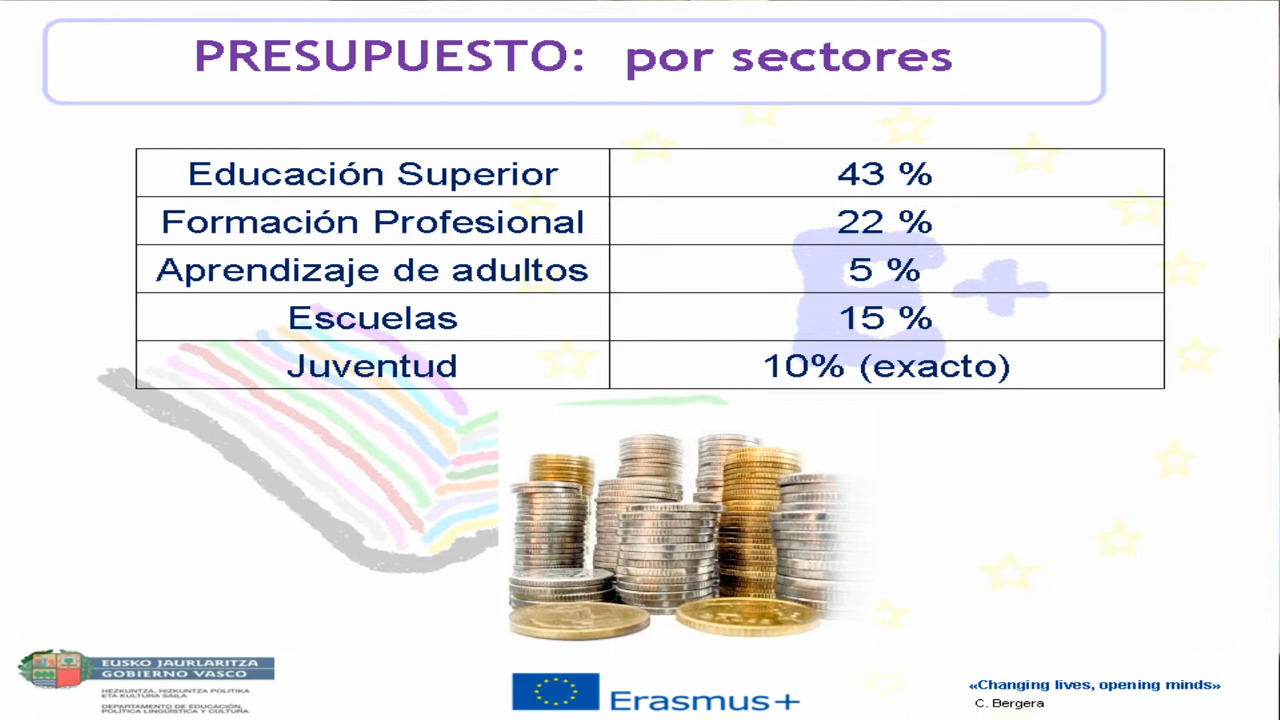 PRESUPUESTO: por sectores
Educación Superior 43 %
Formación Profesional 22 %
Aprendizaje de adultos 5 %
Escuelas 15 %
Juventud 10% (exacto)
E+
EUSKO JAURLARITZA
GOBIERNO VASCO
HEZKUNTZA, HIZKUNTZA POLITIKA
ETA KULTURA SAILA
DEPARTAMENTO DE EDUCACIÓN,
POLÍTICA LINGÜÍSTICA Y CULTURA
Erasmus+
«Changing lives, opening minds»
C. Bergera